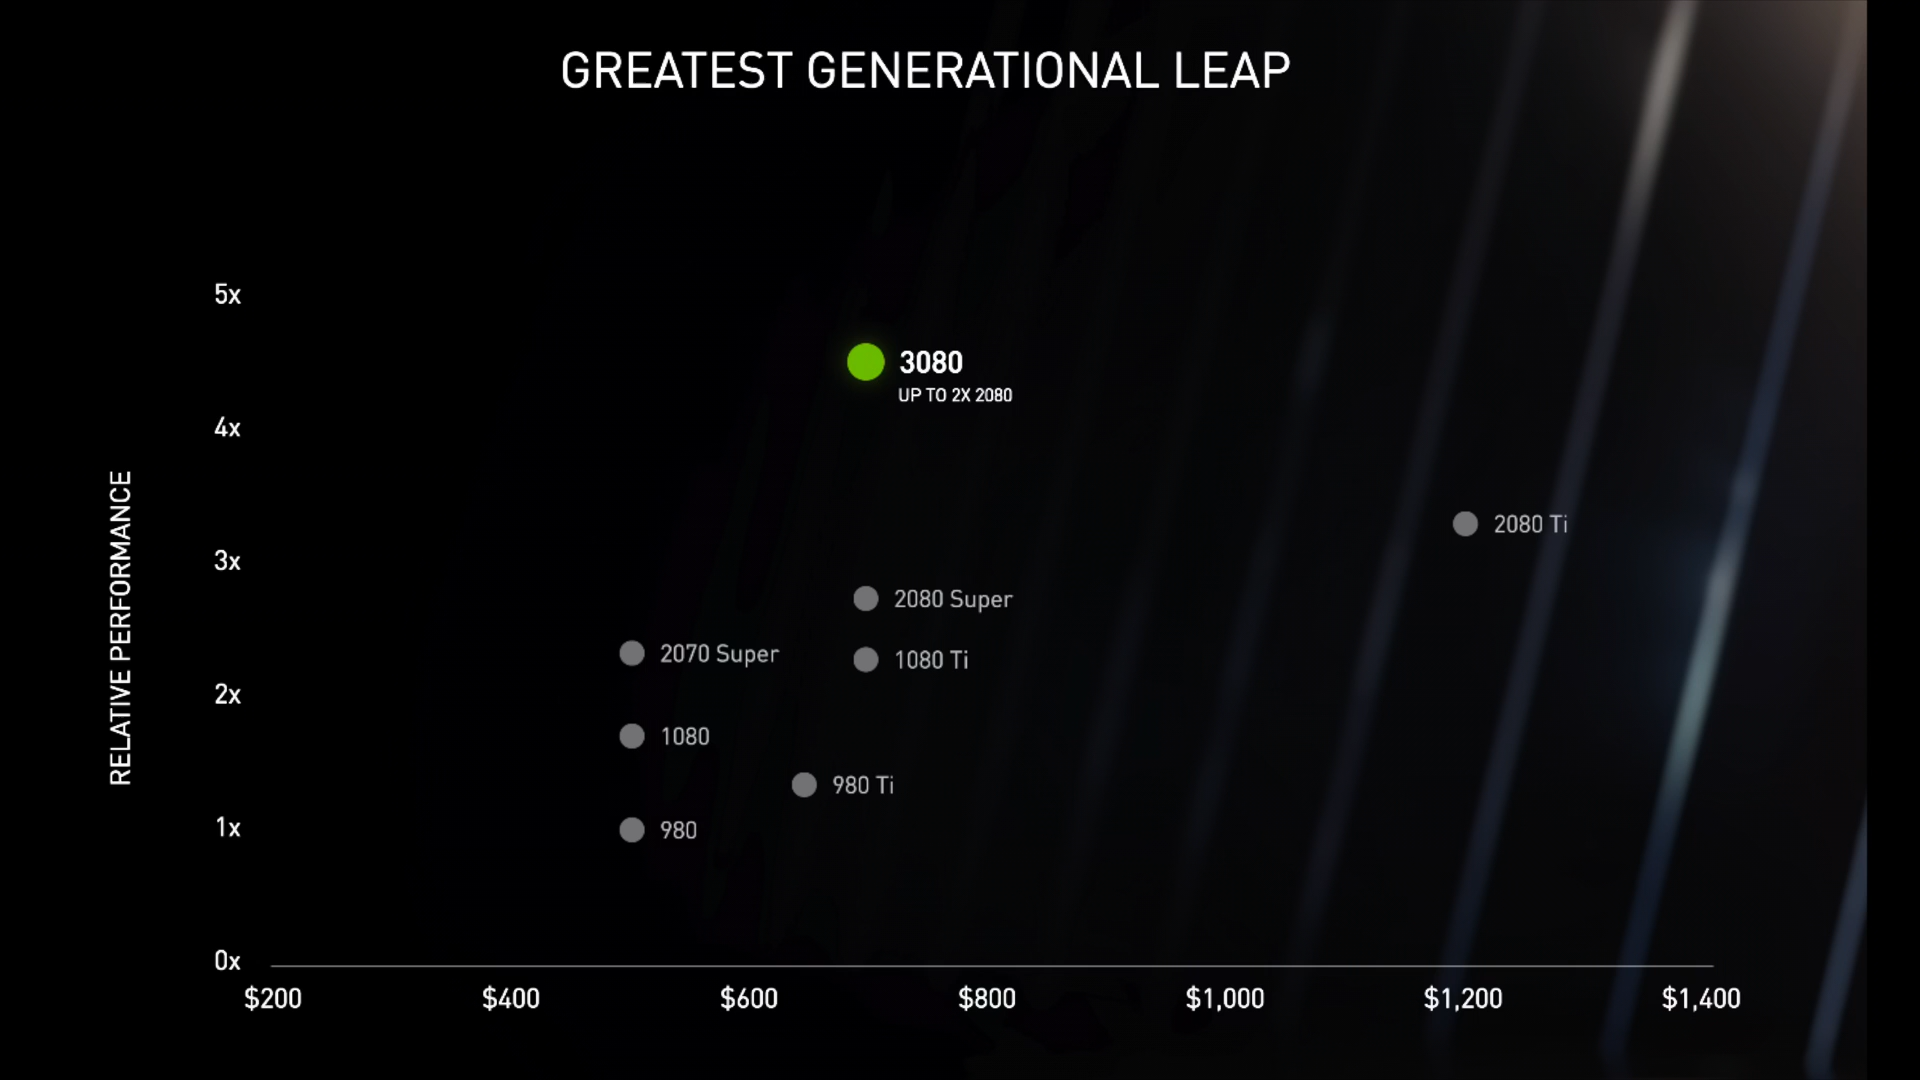 GREATEST GENERATIONAL LEAP
5x
3080
UP TO 2X 2080
4x
2080 Ti
3x
2080 Super
2070 Super
1080 Ti
2x
1080
980 Ti
1x
980
0x
RELATIVE PERFORMANCE
$200
$400
$600
$800
$1,000
$1,200
$1,400